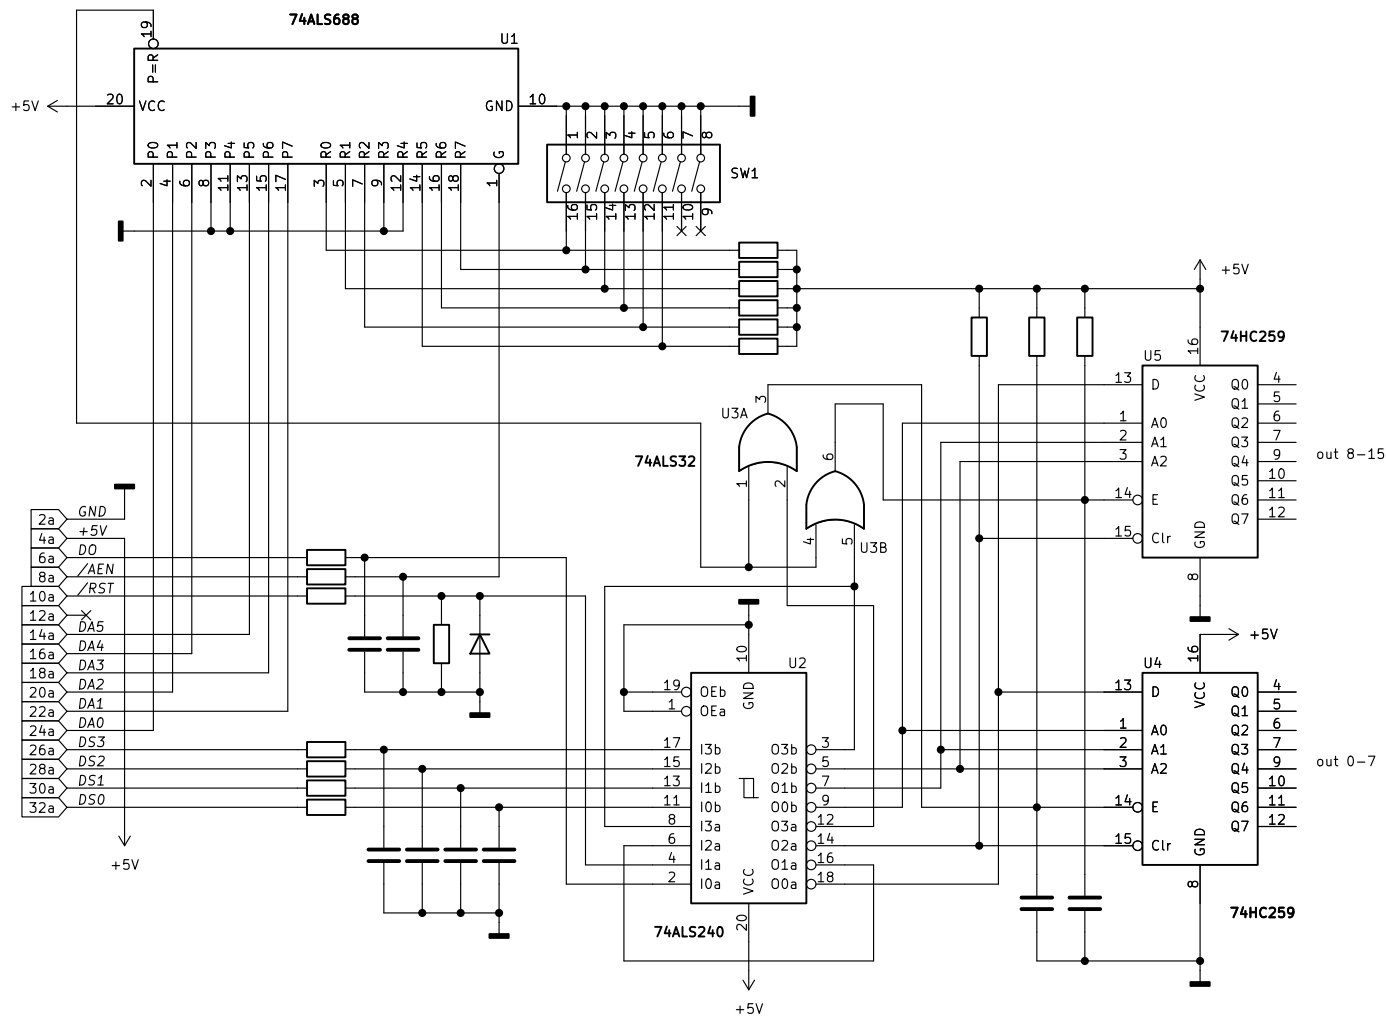 74ALS688
U1
19
P=R
+5V
20
VCC
GND
10
P0 P1 P2 P3 P4 P5 P6 P7
R0 R1 R2 R3 R4 R5 R6 R7
G
2 4 6 8 11 13 15 17
3 5 7 9 12 14 16 18
1
1 2 3 4 5 6 7 8
SW1
16 15 14 13 12 11 10 9
+5V
74HC259
U5
16
VCC
13 D
1 A0
2 A1
3 A2
14 E
15 Clr
GND
8
Q0 4
Q1 5
Q2 6
Q3 7
Q4 9
Q5 10
Q6 11
Q7 12
out 8-15
U3A
3
1
2
74ALS32
6
4
5
U3B
2a GND
4a +5V
6a DO
8a /AEN
10a /RST
12a
14a DA5
16a DA4
18a DA3
20a DA2
22a DA1
24a DA0
26a DS3
28a DS2
30a DS1
32a DS0
+5V
U2
10
GND
19 OEb
1 OEa
17 I3b
15 I2b
13 I1b
11 I0b
8 I3a
6 I2a
4 I1a
2 I0a
O3b 3
O2b 5
O1b 7
O0b 9
O3a 12
O2a 14
O1a 16
O0a 18
VCC
20
74ALS240
+5V
+5V
U4
16
VCC
13 D
1 A0
2 A1
3 A2
14 E
15 Clr
GND
8
Q0 4
Q1 5
Q2 6
Q3 7
Q4 9
Q5 10
Q6 11
Q7 12
out 0-7
74HC259